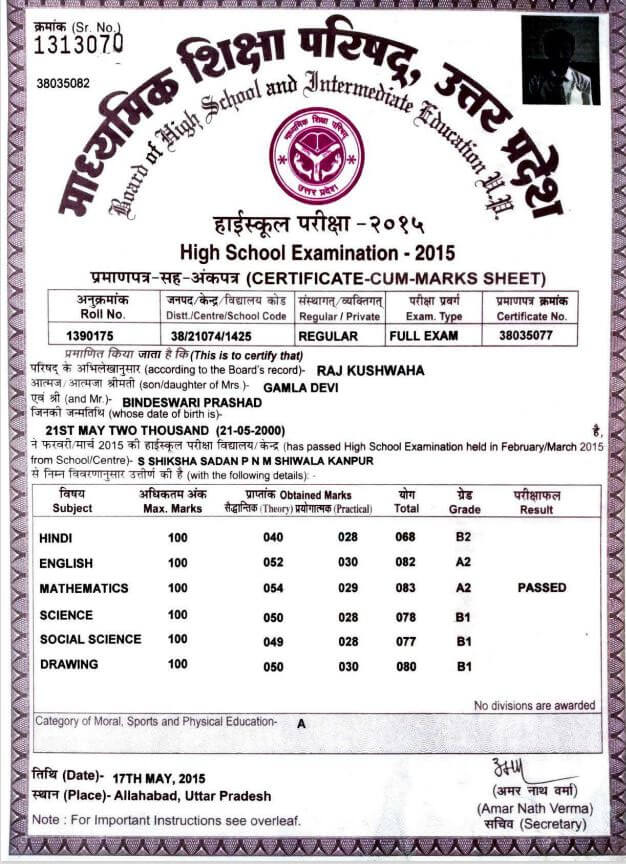 क्रमांक (Sr. No.)
1313070
38035082
माध्यमिक शिक्षा परिषद्, उत्तर प्रदेश
Board of High School and Intermediate Education U.P.
माध्यमिक शिक्षा परिषद्
उत्तर प्रदेश
हाईस्कूल परीक्षा -२०१५
High School Examination - 2015
प्रमाणपत्र-सह-अंकपत्र (CERTIFICATE-CUM-MARKS SHEET)
अनुक्रमांक जनपद/केन्द्र/विद्यालय कोड संस्थागत्/व्यक्तिगत् परीक्षा प्रवर्ग प्रमाणपत्र क्रमांक
Roll No. Distt./Centre/School Code Regular / Private Exam. Type Certificate No.
1390175 38/21074/1425 REGULAR FULL EXAM 38035077
प्रमाणित किया जाता है कि(This is to certify that)
परिषद के अभिलेखानुसार (according to the Board's record)- RAJ KUSHWAHA
आत्मज/आत्मजा श्रीमती (son/daughter of Mrs.)- GAMLA DEVI
एवं श्री (and Mr.)- BINDESWARI PRASHAD
जिनकी जन्मतिथि (whose date of birth is)-
21ST MAY TWO THOUSAND (21-05-2000) है,
ने फरवरी/मार्च 2015 की हाईस्कूल परीक्षा विद्यालय/केन्द्र (has passed High School Examination held in February/March 2015
from School/Centre)- S SHIKSHA SADAN P N M SHIWALA KANPUR
से निम्न विवरणानुसार उत्तीर्ण की है (with the following details): -
विषय अधिकतम अंक प्राप्तांक Obtained Marks योग ग्रेड परीक्षाफल
Subject Max. Marks सैद्धान्तिक (Theory) प्रयोगात्मक (Practical) Total Grade Result
HINDI 100 040 028 068 B2
ENGLISH 100 052 030 082 A2
MATHEMATICS 100 054 029 083 A2 PASSED
SCIENCE 100 050 028 078 B1
SOCIAL SCIENCE 100 049 028 077 B1
DRAWING 100 050 030 080 B1
No divisions are awarded
Category of Moral, Sports and Physical Education- A
तिथि (Date)- 17TH MAY, 2015
स्थान (Place)- Allahabad, Uttar Pradesh
Note : For Important Instructions see overleaf.
(अमर नाथ वर्मा)
(Amar Nath Verma)
सचिव (Secretary)